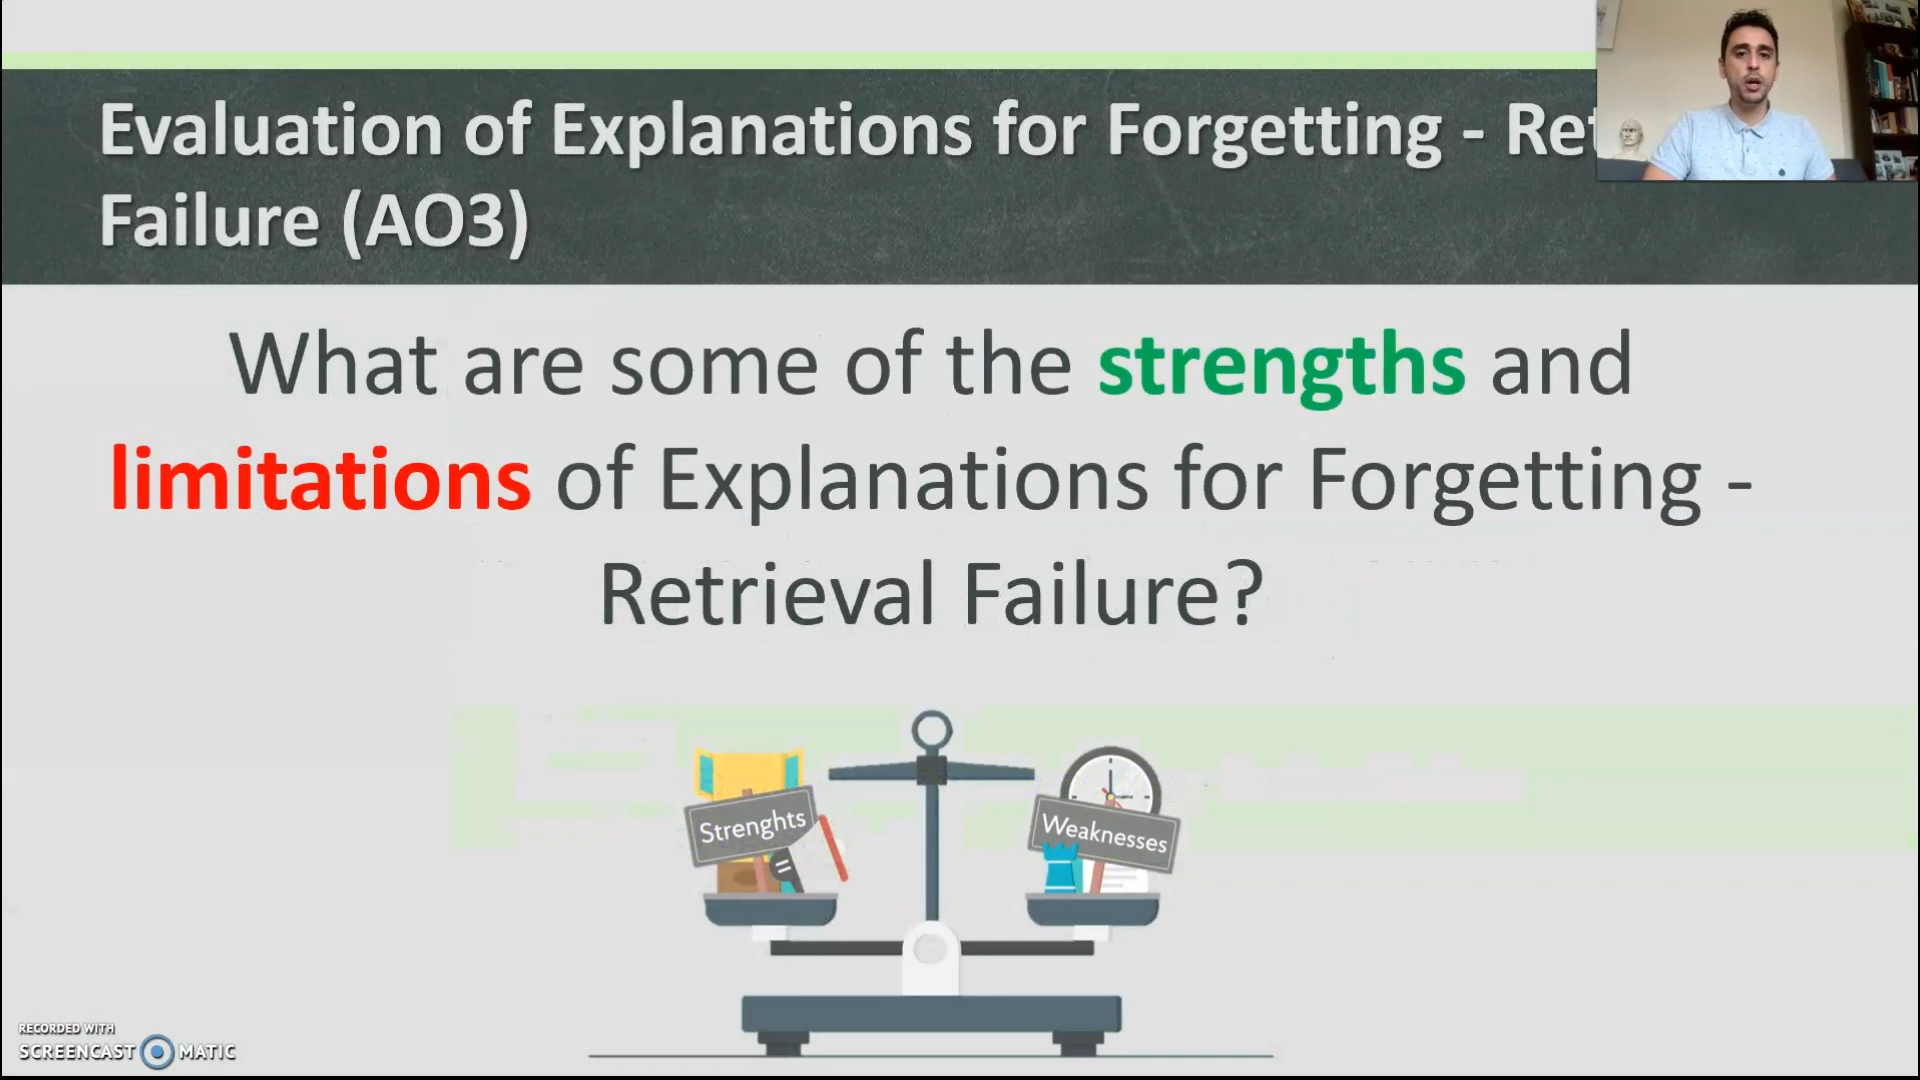 Evaluation of Explanations for Forgetting - Ret
Failure (AO3)
What are some of the strengths and
limitations of Explanations for Forgetting -
Retrieval Failure?
Strenghts
Weaknesses
RECORDED WITH
SCREENCAST MATIC